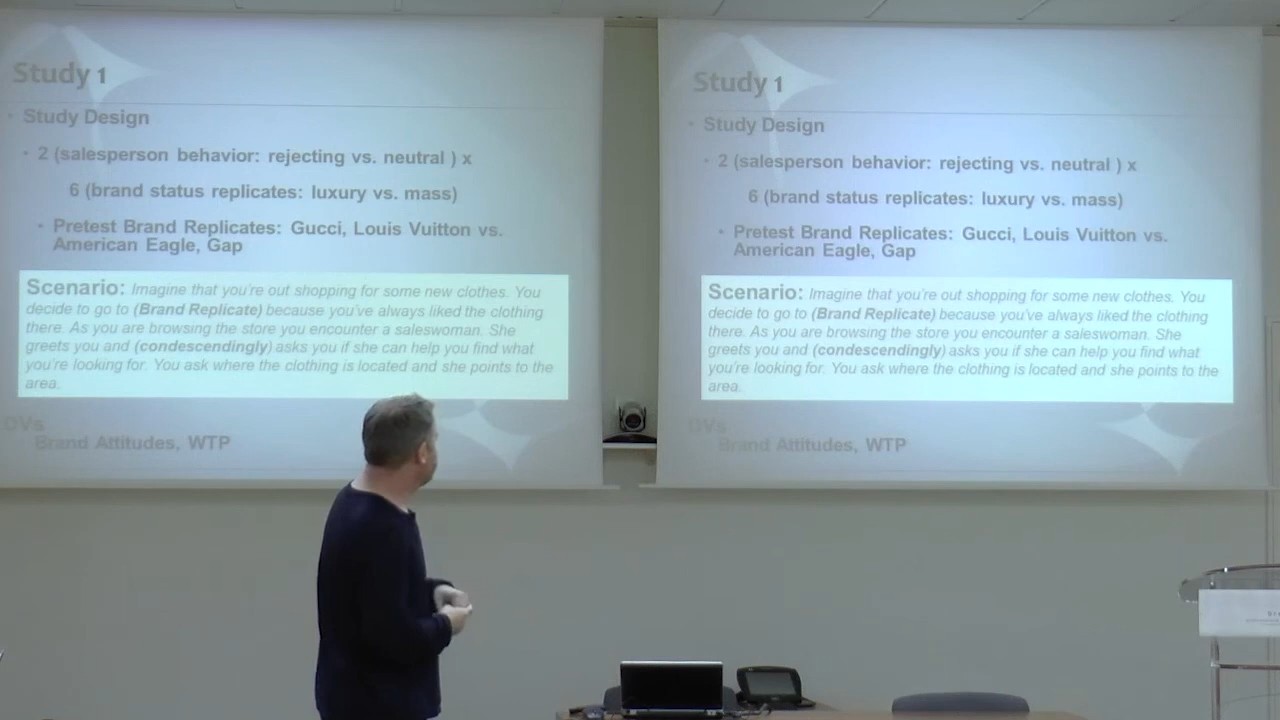 Study 1
• Study Design
• 2 (salesperson behavior: rejecting vs. neutral ) x
6 (brand status replicates: luxury vs. mass)
• Pretest Brand Replicates: Gucci, Louis Vuitton vs.
American Eagle, Gap
Scenario: Imagine that you're out shopping for some new clothes. You
decide to go to (Brand Replicate) because you've always liked the clothing
there. As you are browsing the store you encounter a saleswoman. She
greets you and (condescendingly) asks you if she can help you find what
you're looking for. You ask where the clothing is located and she points to the
area.
DVs
Brand Attitudes, WTP
Study 1
• Study Design
• 2 (salesperson behavior: rejecting vs. neutral ) x
6 (brand status replicates: luxury vs. mass)
• Pretest Brand Replicates: Gucci, Louis Vuitton vs.
American Eagle, Gap
Scenario: Imagine that you're out shopping for some new clothes. You
decide to go to (Brand Replicate) because you've always liked the clothing
there. As you are browsing the store you encounter a saleswoman. She
greets you and (condescendingly) asks you if she can help you find what
you're looking for. You ask where the clothing is located and she points to the
area.
DVs
Brand Attitudes, WTP